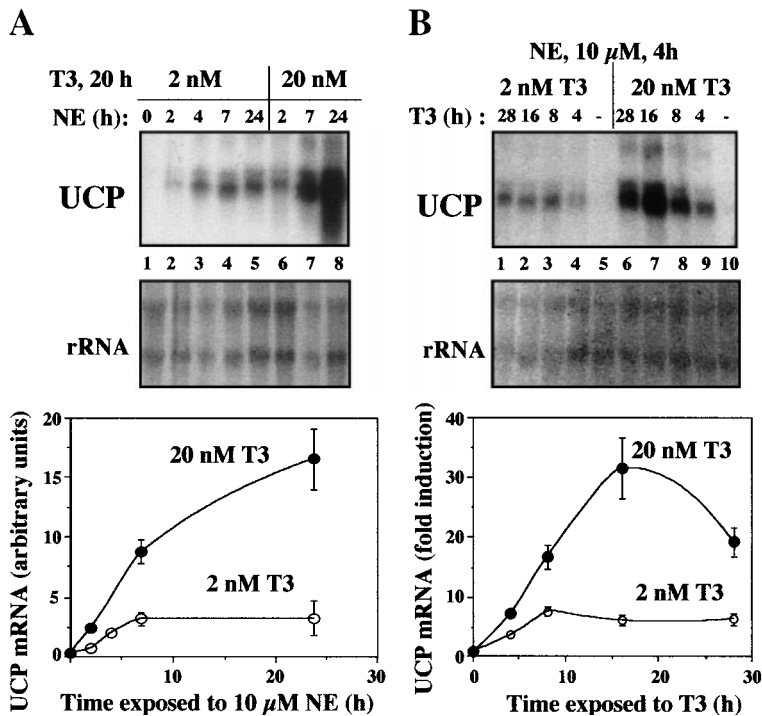 A
T3, 20 h 2 nM 20 nM
NE (h): 0 2 4 7 24 2 7 24
UCP
1 2 3 4 5 6 7 8
rRNA
20 nM T3
2 nM T3
UCP mRNA (arbitrary units)
20
15
10
5
0
0 10 20 30
Time exposed to 10 µM NE (h)
B
NE, 10 µM, 4h
2 nM T3 20 nM T3
T3 (h) : 28 16 8 4 - 28 16 8 4 -
UCP
1 2 3 4 5 6 7 8 9 10
rRNA
20 nM T3
2 nM T3
UCP mRNA (fold induction)
40
30
20
10
0
0 10 20 30
Time exposed to T3 (h)